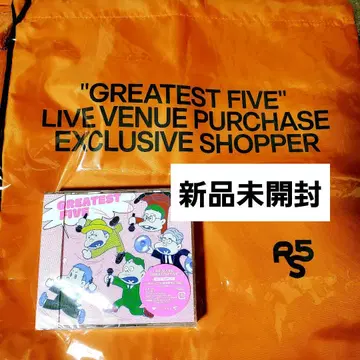 "GREATEST FIVE"
LIVE VENUE PURCHASE
EXCLUSIVE SHOPPER
新品未開封
GREATEST
FIVE
R5
S